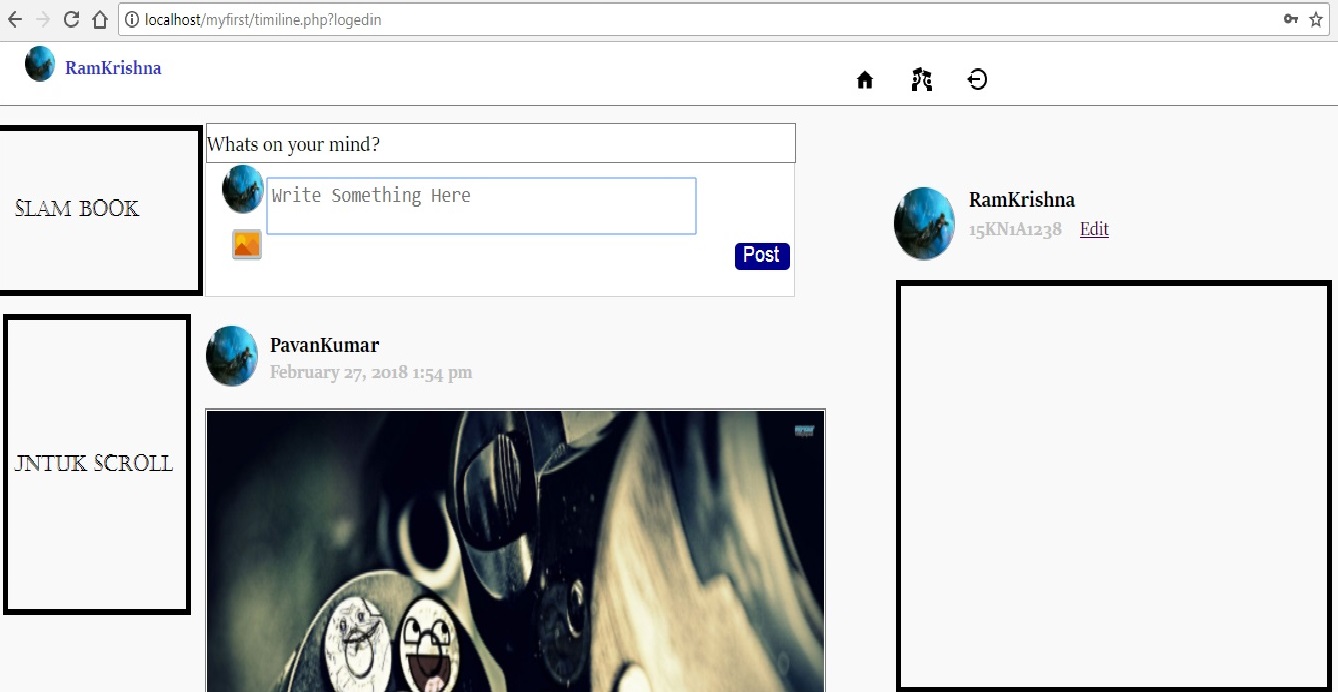 localhost/myfirst/timiline.php?logedin
RamKrishna
Whats on your mind?
Write Something Here
Post
SLAM BOOK
RamKrishna
15KN1A1238 Edit
PavanKumar
February 27, 2018 1:54 pm
JNTUK SCROLL